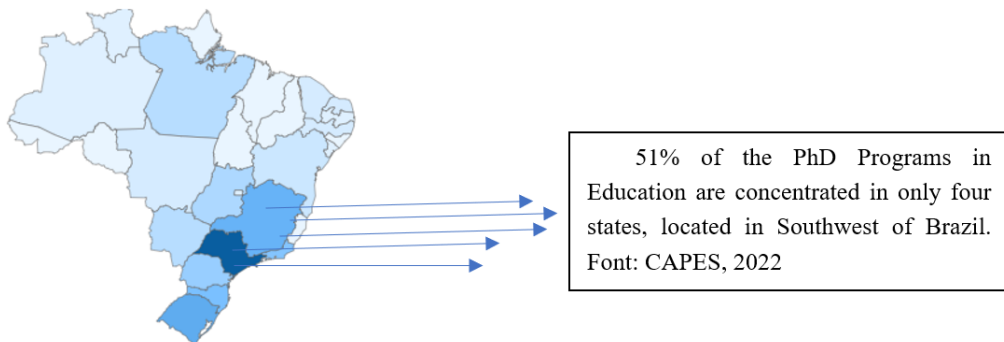 51% of the PhD Programs in
Education are concentrated in only four
states, located in Southwest of Brazil.
Font: CAPES, 2022